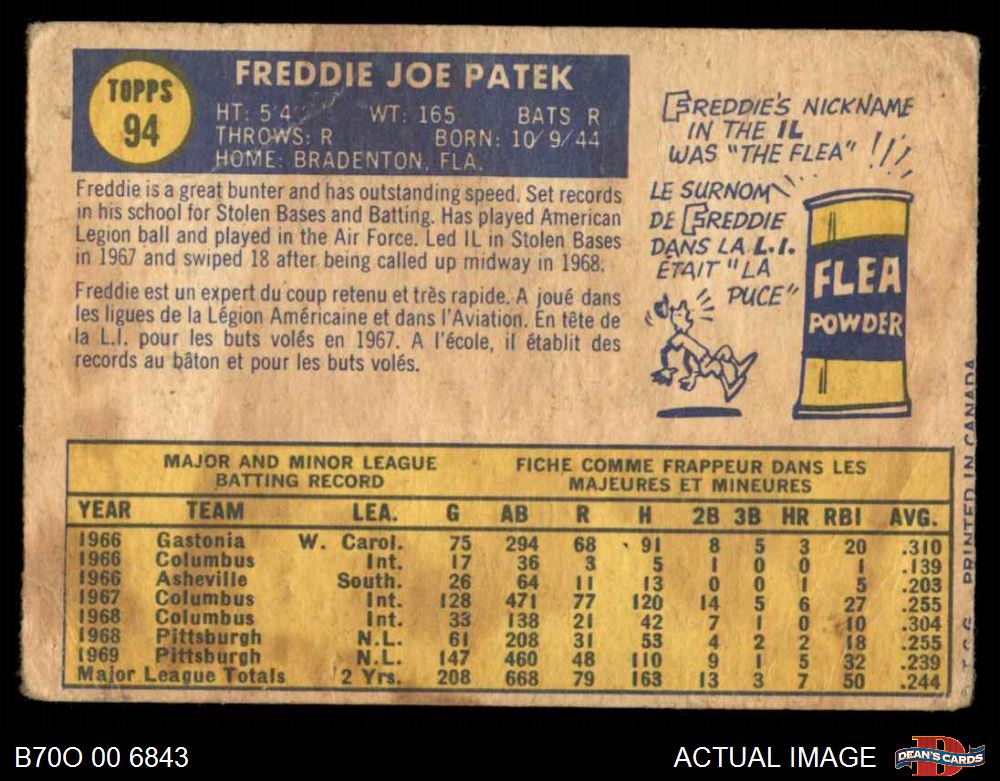 TOPPS
94
FREDDIE JOE PATEK
HT: 5'4 WT: 165 BATS R
THROWS: R BORN: 10/9/44
HOME: BRADENTON, FLA.
Freddie is a great bunter and has outstanding speed. Set records
in his school for Stolen Bases and Batting. Has played American
Legion ball and played in the Air Force. Led IL in Stolen Bases
in 1967 and swiped 18 after being called up midway in 1968.
Freddie est un expert du coup retenu et très rapide. A joué dans
les ligues de la Légion Américaine et dans l'Aviation. En tête de
la L.I. pour les buts volés en 1967. A l'école, il établit des
records au bâton et pour les buts volés.
FREDDIE'S NICKNAME
IN THE IL
WAS "THE FLEA" !!!
LE SURNOM
DE FREDDIE
DANS LA L.I.
ÉTAIT "LA
PUCE"
FLEA
POWDER
MAJOR AND MINOR LEAGUE
BATTING RECORD
FICHE COMME FRAPPEUR DANS LES
MAJEURES ET MINEURES
YEAR TEAM LEA. G AB R H 2B 3B HR RBI AVG.
1966 Gastonia W. Carol. 75 294 68 91 8 5 3 20 .310
1966 Columbus Int. 17 36 3 5 1 0 0 1 .139
1966 Asheville South. 26 64 11 13 0 0 1 5 .203
1967 Columbus Int. 128 471 77 120 14 5 6 27 .255
1968 Columbus Int. 33 138 21 42 7 1 0 10 .304
1968 Pittsburgh N.L. 61 208 31 53 4 2 2 18 .255
1969 Pittsburgh N.L. 147 460 48 110 9 1 5 32 .239
Major League Totals 2 Yrs. 208 668 79 163 13 3 7 50 .244
PRINTED IN CANADA
B70O 00 6843
ACTUAL IMAGE
D
DEAN'S CARDS